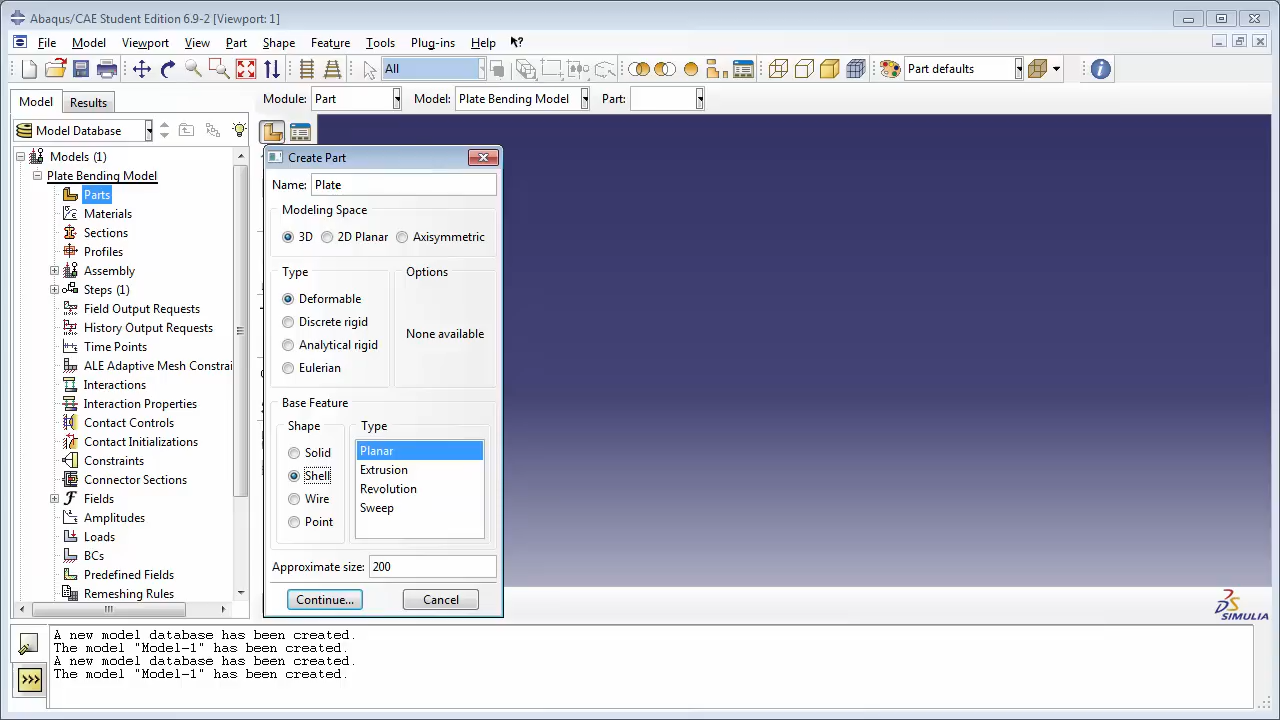 Abaqus/CAE Student Edition 6.9-2 [Viewport: 1]
File Model Viewport View Part Shape Feature Tools Plug-ins Help
All
Part defaults
Model Results
Module: Part Model: Plate Bending Model Part:
Model Database
Models (1)
Plate Bending Model
Parts
Materials
Sections
Profiles
Assembly
Steps (1)
Field Output Requests
History Output Requests
Time Points
ALE Adaptive Mesh Constrai
Interactions
Interaction Properties
Contact Controls
Contact Initializations
Constraints
Connector Sections
Fields
Amplitudes
Loads
BCs
Predefined Fields
Remeshing Rules
Create Part
Name: Plate
Modeling Space
3D 2D Planar Axisymmetric
Type
Deformable
Discrete rigid
Analytical rigid
Eulerian
Options
None available
Base Feature
Shape
Solid
Shell
Wire
Point
Type
Planar
Extrusion
Revolution
Sweep
Approximate size: 200
Continue... Cancel
SIMULIA
A new model database has been created.
The model "Model-1" has been created.
A new model database has been created.
The model "Model-1" has been created.
>>>